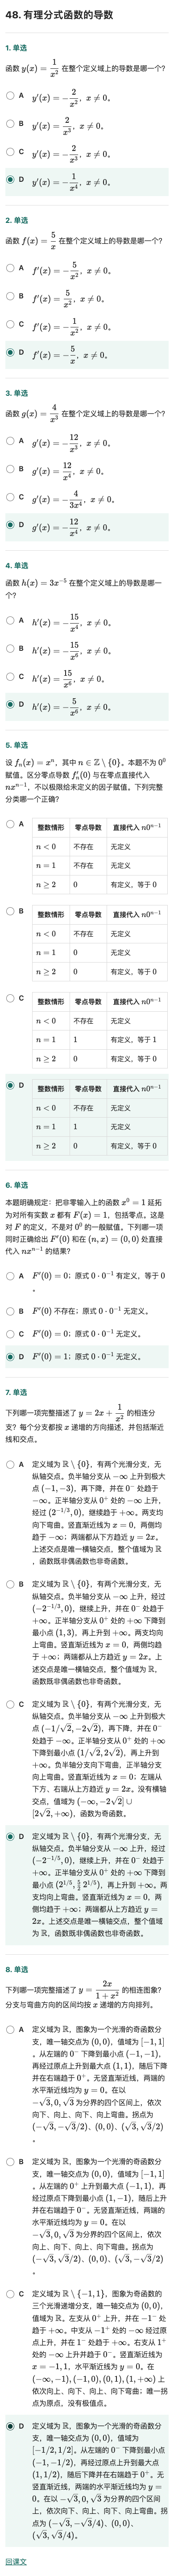 48. 有理分式函数的导数
1. 单选
函数 y(x) = 1/x² 在整个定义域上的导数是哪一个?
A y′(x) = −2/x², x ≠ 0。
B y′(x) = 2/x³, x ≠ 0。
C y′(x) = −2/x³, x ≠ 0。
D y′(x) = −1/x⁴, x ≠ 0。
2. 单选
函数 f(x) = 5/x 在整个定义域上的导数是哪一个?
A f′(x) = −5/x², x ≠ 0。
B f′(x) = 5/x², x ≠ 0。
C f′(x) = −1/x², x ≠ 0。
D f′(x) = −5/x, x ≠ 0。
3. 单选
函数 g(x) = 4/x³ 在整个定义域上的导数是哪一个?
A g′(x) = −12/x³, x ≠ 0。
B g′(x) = 12/x⁴, x ≠ 0。
C g′(x) = −4/3x⁴, x ≠ 0。
D g′(x) = −12/x⁴, x ≠ 0。
4. 单选
函数 h(x) = 3x⁻⁵ 在整个定义域上的导数是哪一
个?
A h′(x) = −15/x⁴, x ≠ 0。
B h′(x) = −15/x⁶, x ≠ 0。
C h′(x) = 15/x⁶, x ≠ 0。
D h′(x) = −5/x⁶, x ≠ 0。
5. 单选
设 fₙ(x) = xⁿ, 其中 n ∈ ℤ \ {0}。本题不为 0⁰
赋值。区分零点导数 fₙ′(0) 与在零点直接代入
nxⁿ⁻¹, 不以极限给未定义的因子赋值。下列完整
分类哪一个正确?
A
整数情形 零点导数 直接代入 n0ⁿ⁻¹
n < 0 不存在 无定义
n = 1 不存在 无定义
n ≥ 2 0 有定义, 等于 0
B
整数情形 零点导数 直接代入 n0ⁿ⁻¹
n < 0 不存在 无定义
n = 1 0 无定义
n ≥ 2 0 有定义, 等于 0
C
整数情形 零点导数 直接代入 n0ⁿ⁻¹
n < 0 不存在 无定义
n = 1 1 有定义, 等于 1
n ≥ 2 0 有定义, 等于 0
D
整数情形 零点导数 直接代入 n0ⁿ⁻¹
n < 0 不存在 无定义
n = 1 1 无定义
n ≥ 2 0 有定义, 等于 0
6. 单选
本题明确规定: 把非零输入上的函数 x⁰ = 1 延拓
为对所有实数 x 都有 F(x) = 1, 包括零点。这是
对 F 的定义, 不是对 0⁰ 的一般赋值。下列哪一项
同时正确给出 F′(0) 和在 (n, x) = (0, 0) 处直接
代入 nxⁿ⁻¹ 的结果?
A F′(0) = 0; 原式 0 · 0⁻¹ 有定义, 等于 0
。
B F′(0) 不存在; 原式 0 · 0⁻¹ 无定义。
C F′(0) = 0; 原式 0 · 0⁻¹ 无定义。
D F′(0) = 1; 原式 0 · 0⁻¹ 无定义。
7. 单选
下列哪一项完整描述了 y = 2x + 1/x² 的相连分
支? 每个分支都按 x 递增的方向描述, 并包括渐近
线和交点。
A 定义域为 ℝ \ {0}, 有两个光滑分支, 无
纵轴交点。负半轴分支从 −∞ 上升到极大
点 (−1, −3), 再下降, 并在 0⁻ 处趋于
−∞。正半轴分支从 0⁺ 处的 −∞ 上升,
经过 (2^(−1/3), 0), 继续趋于 +∞。两支均
向下弯曲。竖直渐近线为 x = 0, 两侧均
趋于 −∞; 两端都从下方趋近 y = 2x。
上述交点是唯一横轴交点, 整个值域为 ℝ
, 函数既非偶函数也非奇函数。
B 定义域为 ℝ \ {0}, 有两个光滑分支, 无
纵轴交点。负半轴分支从 −∞ 上升, 经过
(−2^(−1/3), 0), 继续上升, 并在 0⁻ 处趋于
+∞。正半轴分支从 0⁺ 处的 +∞ 下降到
最小点 (1, 3), 再上升到 +∞。两支均向
上弯曲。竖直渐近线为 x = 0, 两侧均趋
于 +∞; 两端都从上方趋近 y = 2x。上
述交点是唯一横轴交点, 整个值域为 ℝ,
函数既非偶函数也非奇函数。
C 定义域为 ℝ \ {0}, 有两个光滑分支, 无
纵轴交点。负半轴分支从 −∞ 上升到极大
点 (−1/√2, −2√2), 再下降, 并在 0⁻
处趋于 −∞。正半轴分支从 0⁺ 处的 +∞
下降到最小点 (1/√2, 2√2), 再上升到
+∞。负半轴分支向下弯曲, 正半轴分支
向上弯曲。竖直渐近线为 x = 0; 左端从
下方、右端从上方趋近 y = 2x。没有横轴
交点, 值域为 (−∞, −2√2] ∪
[2√2, +∞), 函数为奇函数。
D 定义域为 ℝ \ {0}, 有两个光滑分支, 无
纵轴交点。负半轴分支从 −∞ 上升, 经过
(−2^(−1/5), 0), 继续上升, 并在 0⁻ 处趋于
+∞。正半轴分支从 0⁺ 处的 +∞ 下降到
最小点 (2^(1/5), 5/2 2^(1/5)), 再上升到 +∞。两
支均向上弯曲。竖直渐近线为 x = 0, 两
侧均趋于 +∞; 两端都从上方趋近 y =
2x。上述交点是唯一横轴交点, 整个值域
为 ℝ, 函数既非偶函数也非奇函数。
8. 单选
下列哪一项完整描述了 y = 2x/(1 + x²) 的相连图象?
分支与弯曲方向的区间均按 x 递增的方向排列。
A 定义域为 ℝ, 图象为一个光滑的奇函数分
支, 唯一轴交点为 (0, 0), 值域为 [−1, 1]
。从左端的 0⁻ 下降到最小点 (−1, −1),
再经过原点上升到最大点 (1, 1), 随后下降
并在右端趋于 0⁺。无竖直渐近线, 两端的
水平渐近线均为 y = 0。在以
−√3, 0, √3 为分界的四个区间上, 依次
向下、向上、向下、向上弯曲。拐点为
(−√3, −√3/2)、(0, 0)、(√3, √3/2)
。
B 定义域为 ℝ, 图象为一个光滑的奇函数分
支, 唯一轴交点为 (0, 0), 值域为 [−1, 1]
。从左端的 0⁺ 上升到最大点 (−1, 1), 再
经过原点下降到最小点 (1, −1), 随后上升
并在右端趋于 0⁻。无竖直渐近线, 两端的
水平渐近线均为 y = 0。在以
−√3, 0, √3 为分界的四个区间上, 依次
向上、向下、向上、向下弯曲。拐点为
(−√3, √3/2)、(0, 0)、(√3, −√3/2)
。
C 定义域为 ℝ \ {−1, 1}, 图象为奇函数的
三个光滑递增分支, 唯一轴交点为 (0, 0),
值域为 ℝ。左支从 0⁺ 上升, 并在 −1⁻ 处
趋于 +∞。中支从 −1⁺ 处的 −∞ 经过原
点上升, 并在 1⁻ 处趋于 +∞。右支从 1⁺
处的 −∞ 上升并趋于 0⁻。竖直渐近线为
x = −1, 1, 水平渐近线为 y = 0。在
(−∞, −1), (−1, 0), (0, 1), (1, +∞) 上
依次向上、向下、向上、向下弯曲; 唯一拐
点为原点, 没有极值点。
D 定义域为 ℝ, 图象为一个光滑的奇函数分
支, 唯一轴交点为 (0, 0), 值域为
[−1/2, 1/2]。从左端的 0⁻ 下降到最小点
(−1, −1/2), 再经过原点上升到最大点
(1, 1/2), 随后下降并在右端趋于 0⁺。无
竖直渐近线, 两端的水平渐近线均为 y =
0。在以 −√3, 0, √3 为分界的四个区间
上, 依次向下、向上、向下、向上弯曲。拐
点为 (−√3, −√3/4)、(0, 0)、
(√3, √3/4)。
回课文